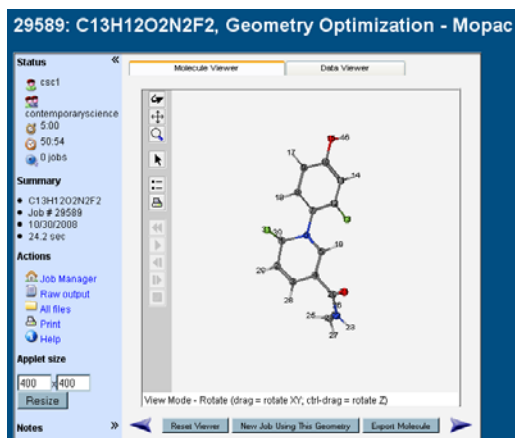 29589: C13H12O2N2F2, Geometry Optimization - Mopac
Status «
csc1
contemporaryscience
5:00
50:54
0 jobs
Summary
C13H12O2N2F2
Job # 29589
10/30/2008
24.2 sec
Actions
Job Manager
Raw output
All files
Print
Help
Applet size
400 x 400
Resize
Notes »
Molecule Viewer Data Viewer
46
17
14
18
30
19
29
28
26
25
23
27
View Mode - Rotate (drag = rotate XY; ctrl-drag = rotate Z)
Reset Viewer New Job Using This Geometry Export Molecule